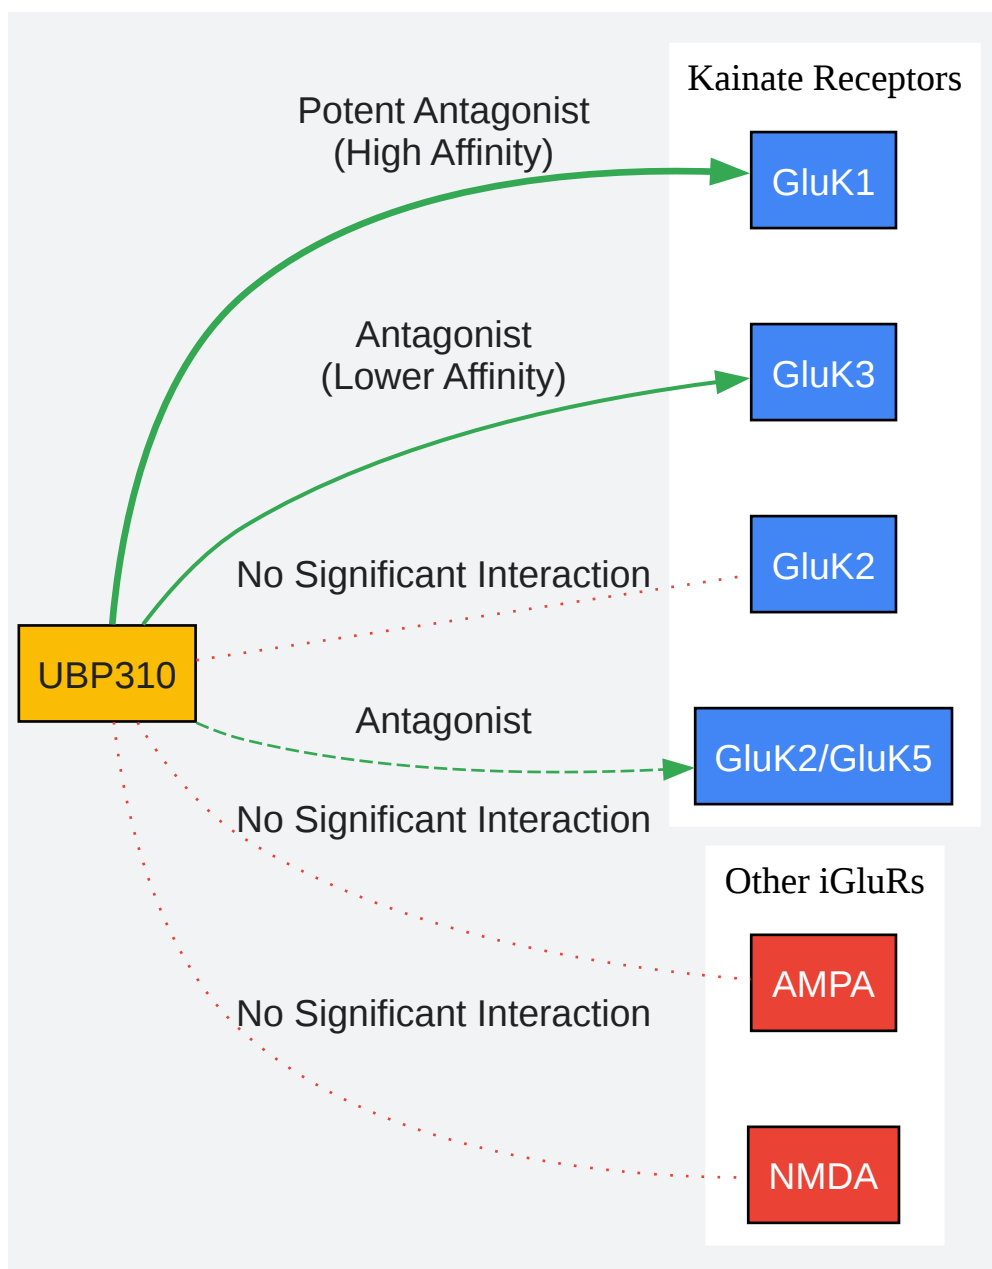 Kainate Receptors
Potent Antagonist
(High Affinity)
GluK1
Antagonist
(Lower Affinity)
GluK3
No Significant Interaction
GluK2
UBP310
Antagonist
GluK2/GluK5
No Significant Interaction
Other iGluRs
AMPA
No Significant Interaction
NMDA